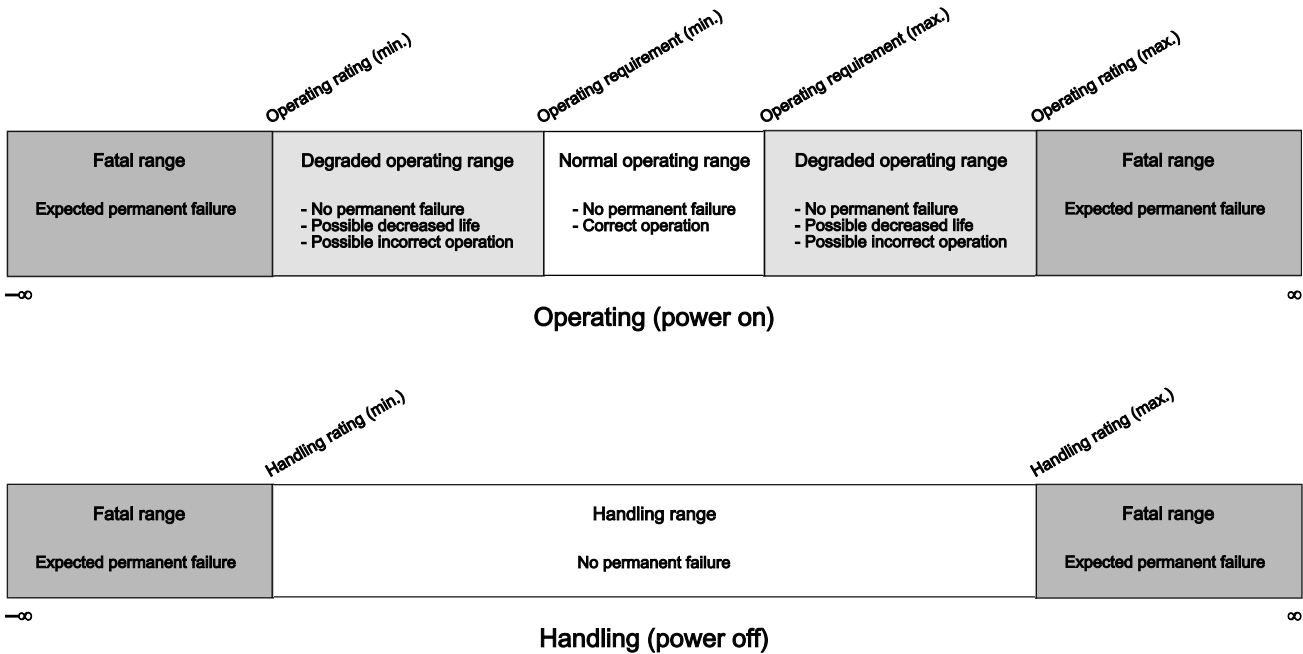 Operating rating (min.)
Operating requirement (min.)
Operating requirement (max.)
Operating rating (max.)
Fatal range
Degraded operating range
Normal operating range
Degraded operating range
Fatal range
Expected permanent failure
- No permanent failure
- Possible decreased life
- Possible incorrect operation
- No permanent failure
- Correct operation
- No permanent failure
- Possible decreased life
- Possible incorrect operation
Expected permanent failure
–∞
∞
Operating (power on)
Handling rating (min.)
Handling rating (max.)
Fatal range
Handling range
Fatal range
Expected permanent failure
No permanent failure
Expected permanent failure
–∞
∞
Handling (power off)